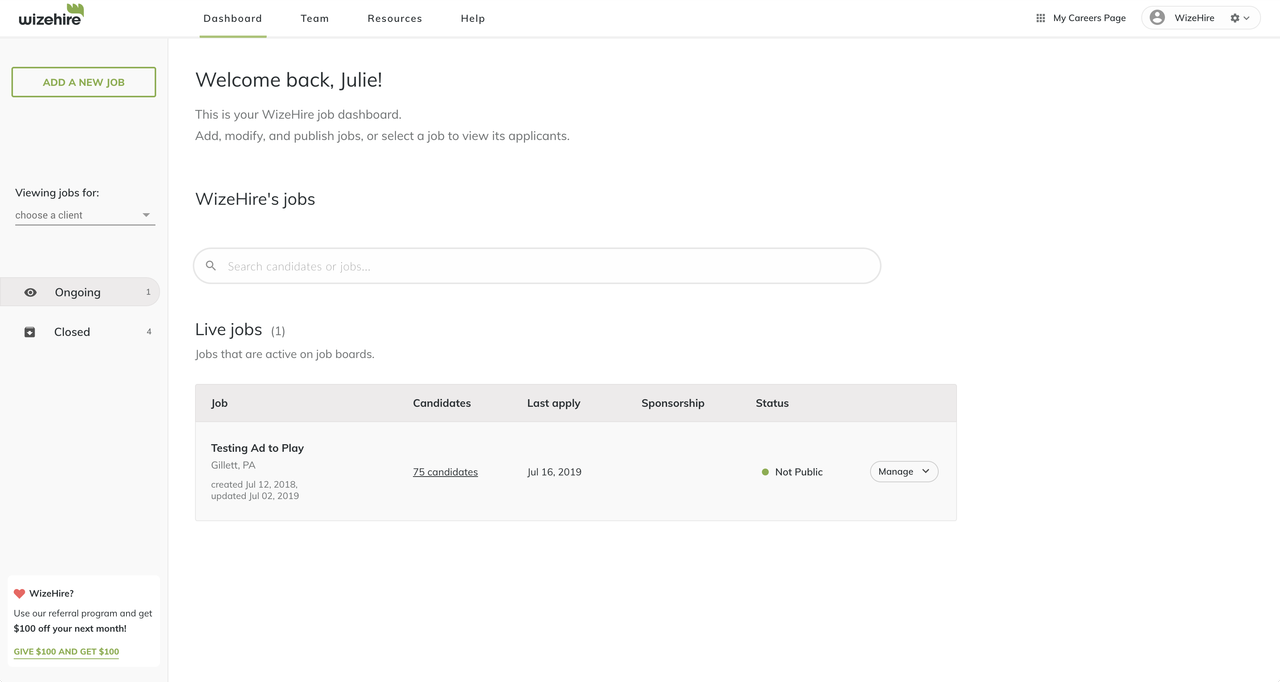 wizehire
Dashboard Team Resources Help
My Careers Page WizeHire
ADD A NEW JOB
Viewing jobs for:
choose a client
Ongoing 1
Closed 4
WizeHire?
Use our referral program and get
$100 off your next month!
GIVE $100 AND GET $100
Welcome back, Julie!
This is your WizeHire job dashboard.
Add, modify, and publish jobs, or select a job to view its applicants.
WizeHire's jobs
Search candidates or jobs...
Live jobs (1)
Jobs that are active on job boards.
Job Candidates Last apply Sponsorship Status
Testing Ad to Play
Gillett, PA
created Jul 12, 2018,
updated Jul 02, 2019
75 candidates Jul 16, 2019 Not Public Manage